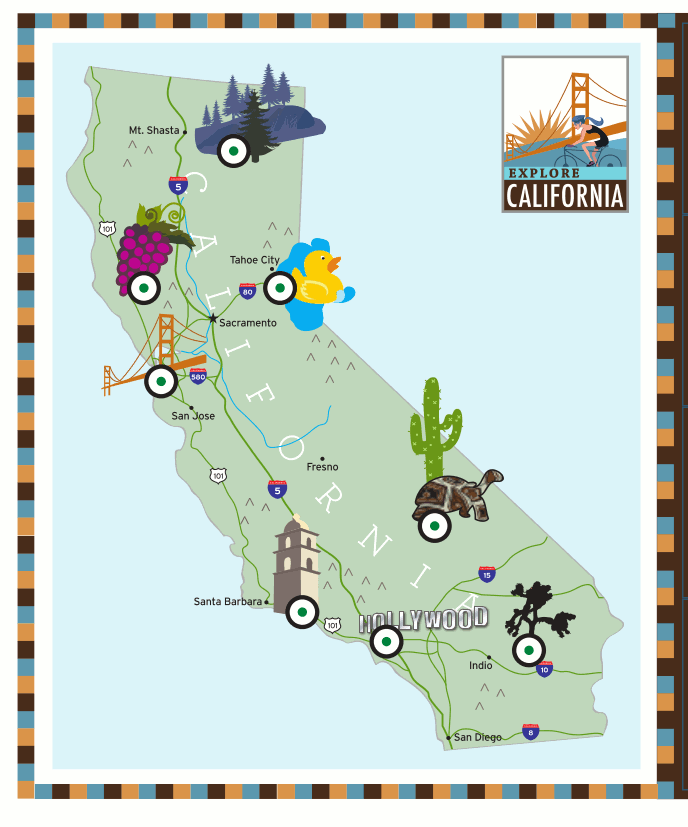 EXPLORE
CALIFORNIA
Mt. Shasta
5
101
CALIFORNIA
Tahoe City
80
Sacramento
580
San Jose
Fresno
101
5
15
Santa Barbara
101
HOLLYWOOD
Indio
10
San Diego
8